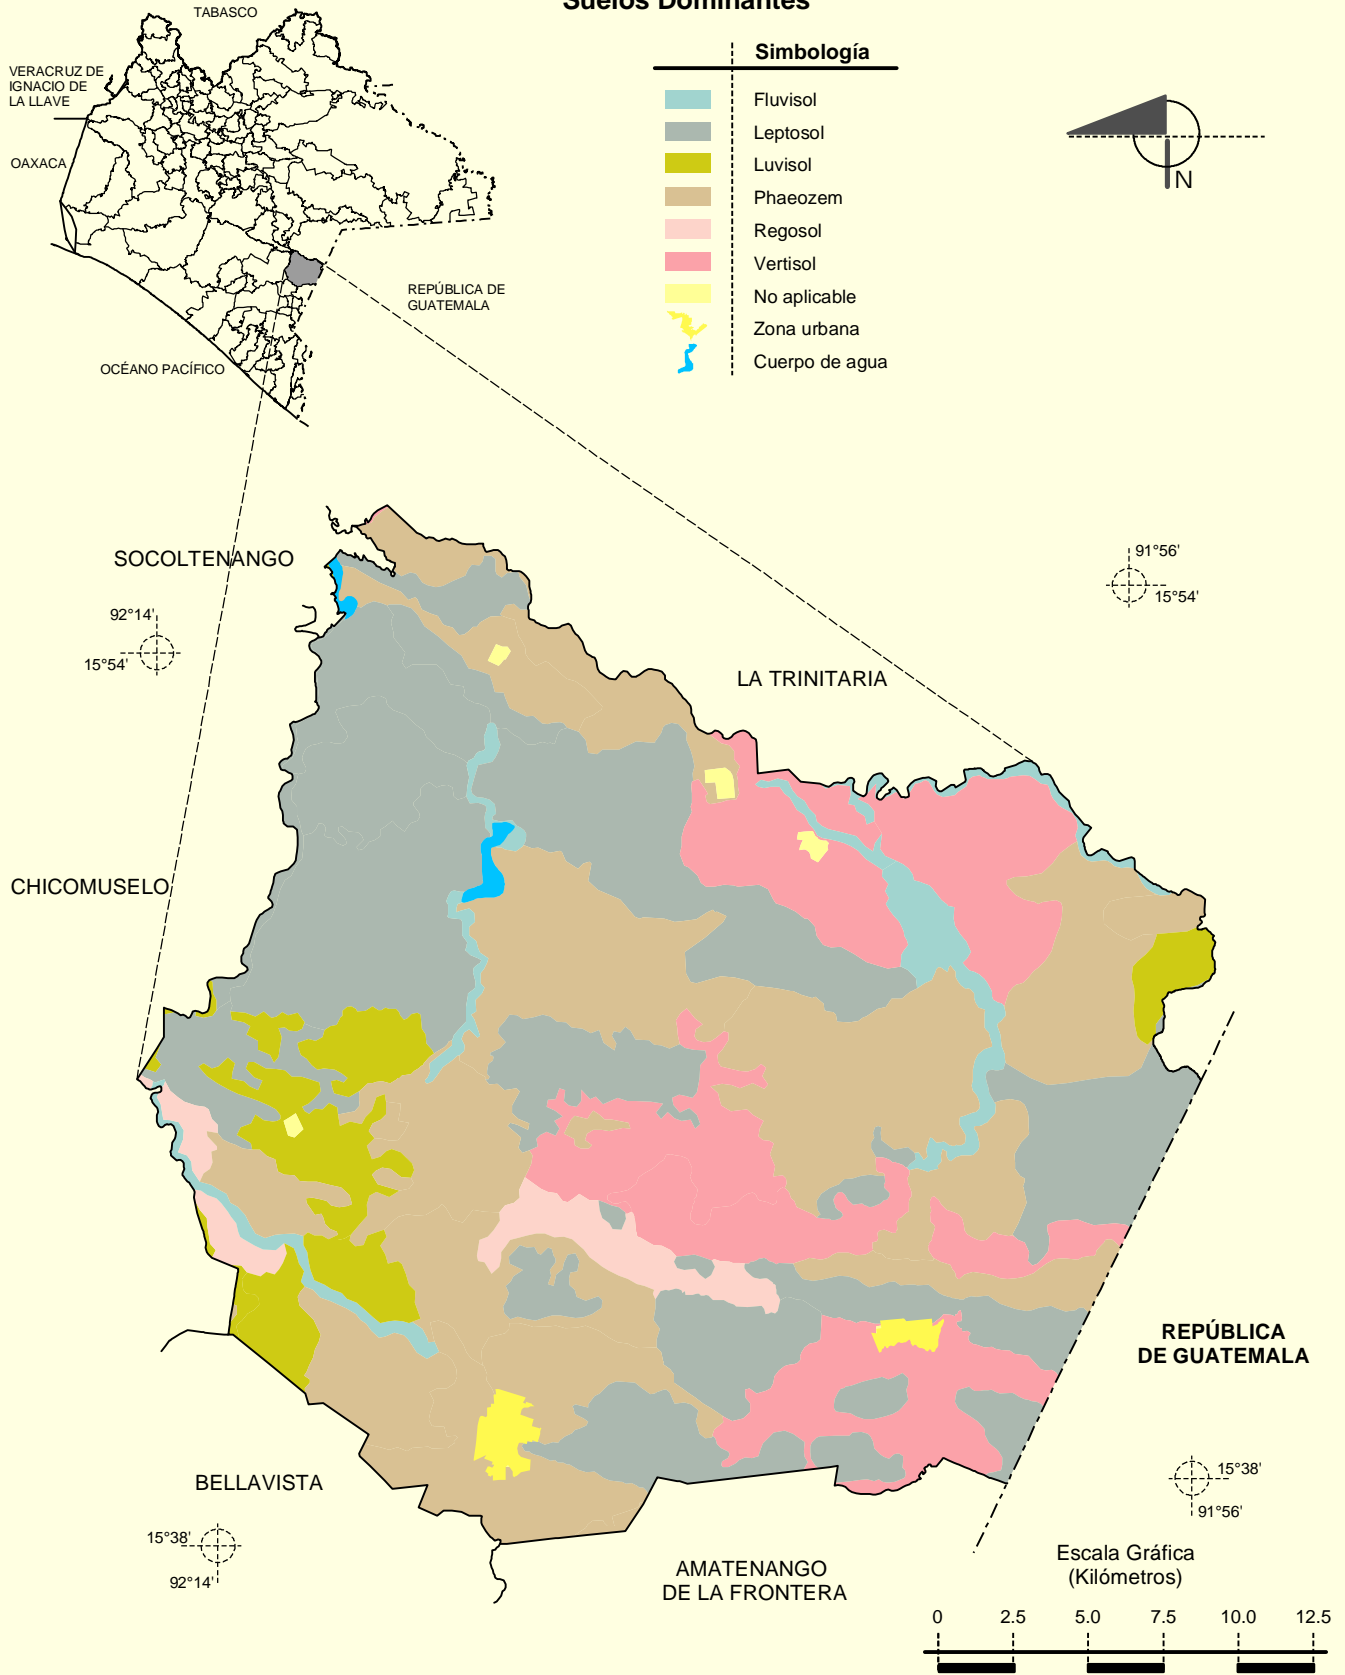 Suelos Dominantes
TABASCO
VERACRUZ DE
IGNACIO DE
LA LLAVE
OAXACA
REPÚBLICA DE
GUATEMALA
OCÉANO PACÍFICO
Simbología
Fluvisol
Leptosol
Luvisol
Phaeozem
Regosol
Vertisol
No aplicable
Zona urbana
Cuerpo de agua
N
SOCOLTENANGO
92°14'
15°54'
91°56'
15°54'
LA TRINITARIA
CHICOMUSELO
REPÚBLICA
DE GUATEMALA
BELLAVISTA
15°38'
92°14'
15°38'
91°56'
AMATENANGO
DE LA FRONTERA
Escala Gráfica
(Kilómetros)
0 2.5 5.0 7.5 10.0 12.5